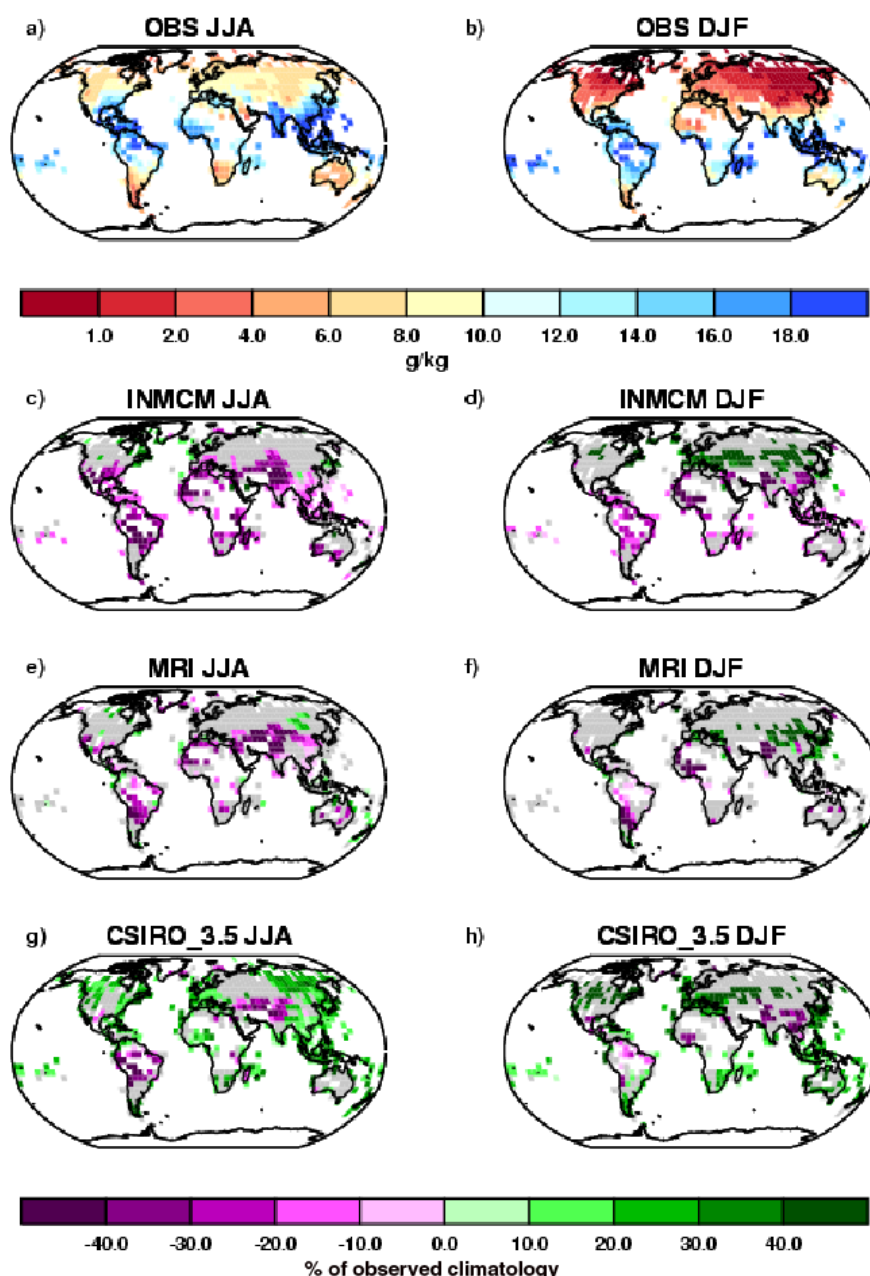 a) OBS JJA
b) OBS DJF
1.0 2.0 4.0 6.0 8.0 10.0 12.0 14.0 16.0 18.0
g/kg
c) INMCM JJA
d) INMCM DJF
e) MRI JJA
f) MRI DJF
g) CSIRO_3.5 JJA
h) CSIRO_3.5 DJF
-40.0 -30.0 -20.0 -10.0 0.0 10.0 20.0 30.0 40.0
% of observed climatology